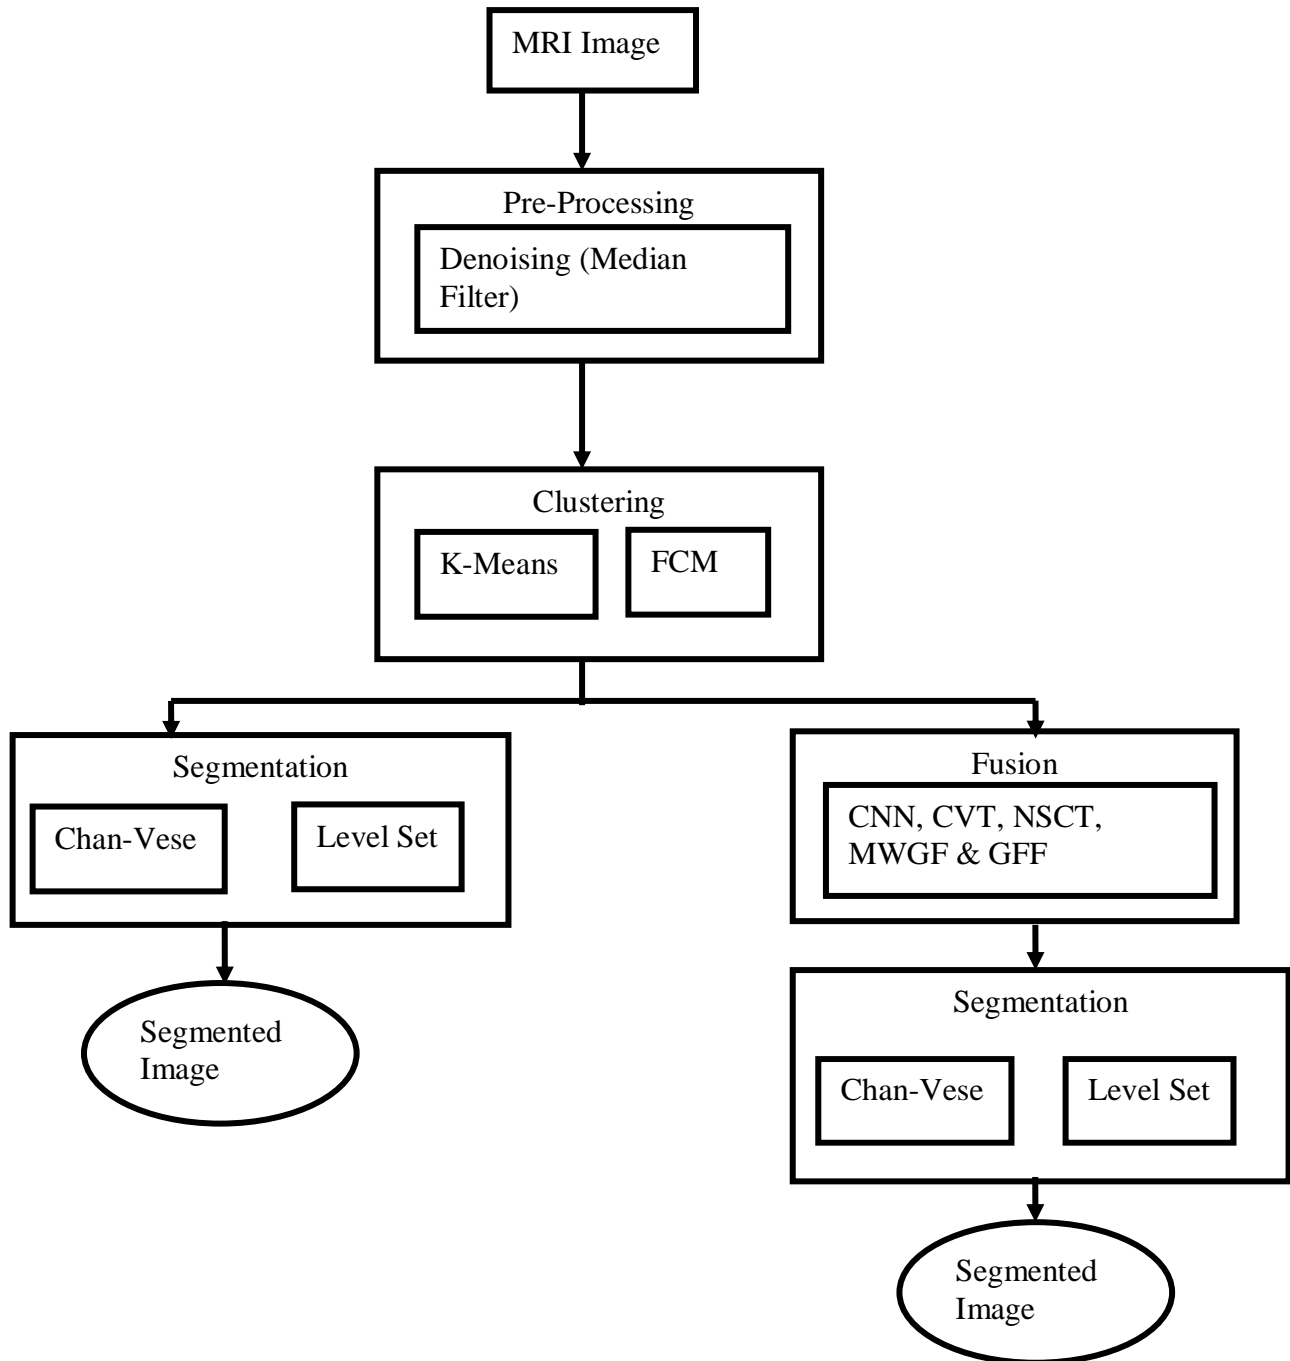 MRI Image
Pre-Processing
Denoising (Median
Filter)
Clustering
K-Means
FCM
Segmentation
Chan-Vese
Level Set
Segmented
Image
Fusion
CNN, CVT, NSCT,
MWGF & GFF
Segmentation
Chan-Vese
Level Set
Segmented
Image